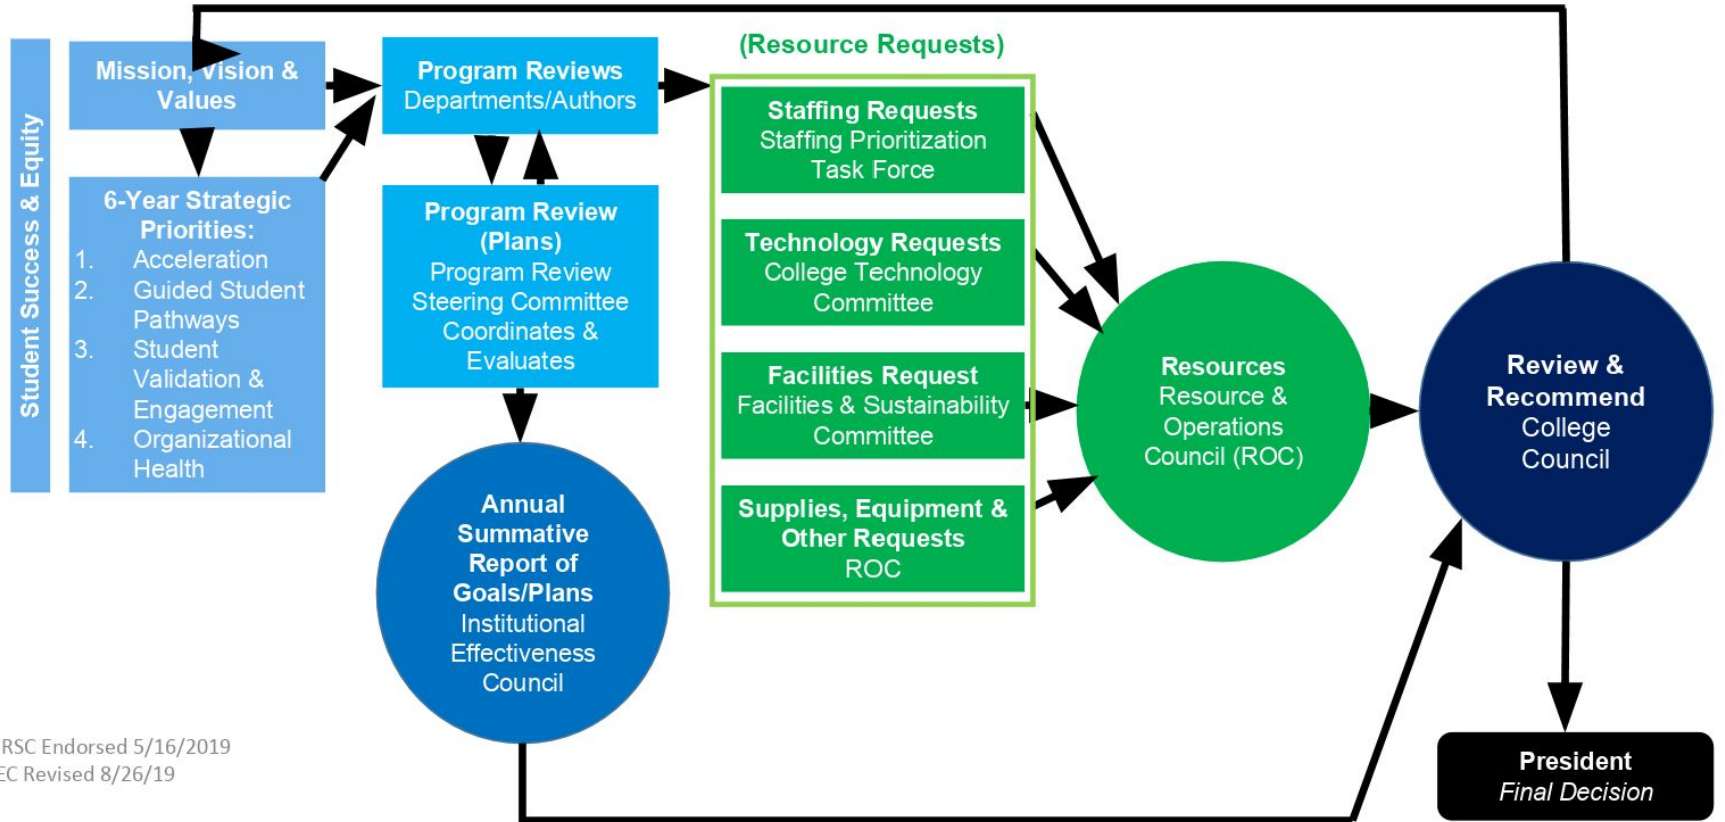 Student Success & Equity
Mission, Vision &
Values
6-Year Strategic
Priorities:
1. Acceleration
2. Guided Student
Pathways
3. Student
Validation &
Engagement
4. Organizational
Health
Program Reviews
Departments/Authors
Program Review
(Plans)
Program Review
Steering Committee
Coordinates &
Evaluates
Annual
Summative
Report of
Goals/Plans
Institutional
Effectiveness
Council
(Resource Requests)
Staffing Requests
Staffing Prioritization
Task Force
Technology Requests
College Technology
Committee
Facilities Request
Facilities & Sustainability
Committee
Supplies, Equipment &
Other Requests
ROC
Resources
Resource &
Operations
Council (ROC)
Review &
Recommend
College
Council
President
Final Decision
RSC Endorsed 5/16/2019
EC Revised 8/26/19